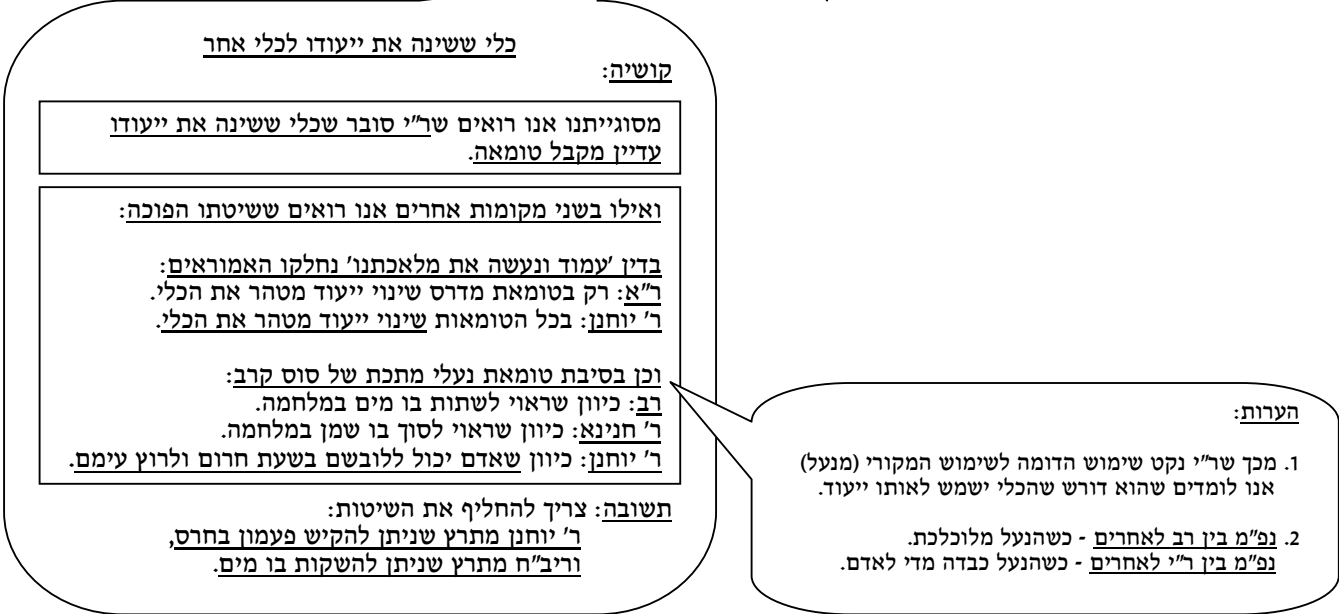 כלי ששינה את ייעודו לכלי אחר
קושיה:
מסוגייתנו אנו רואים שר״י סובר שכלי ששינה את ייעודו
עדיין מקבל טומאה.
ואילו בשני מקומות אחרים אנו רואים ששיטתו הפוכה:
בדין 'עמוד ונעשה את מלאכתנו' נחלקו האמוראים:
ר״א: רק בטומאת מדרס שינוי ייעוד מטהר את הכלי.
ר' יוחנן: בכל הטומאות שינוי ייעוד מטהר את הכלי.
וכן בסיבת טומאת נעלי מתכת של סוס קרב:
רב: כיוון שראוי לשתות בו מים במלחמה.
ר' חנינא: כיוון שראוי לסוך בו שמן במלחמה.
ר' יוחנן: כיוון שאדם יכול ללובשם בשעת חרום ולרוץ עימם.
תשובה: צריך להחליף את השיטות:
ר' יוחנן מתרץ שניתן להקיש פעמון בחרס,
וריב״ח מתרץ שניתן להשקות בו מים.
הערות:
1. מכך שר״י נקט שימוש הדומה לשימוש המקורי (מנעל)
אנו לומדים שהוא דורש שהכלי ישמש לאותו ייעוד.
2. נפ״מ בין רב לאחרים - כשהנעל מלוכלכת.
נפ״מ בין ר״י לאחרים - כשהנעל כבדה מדי לאדם.